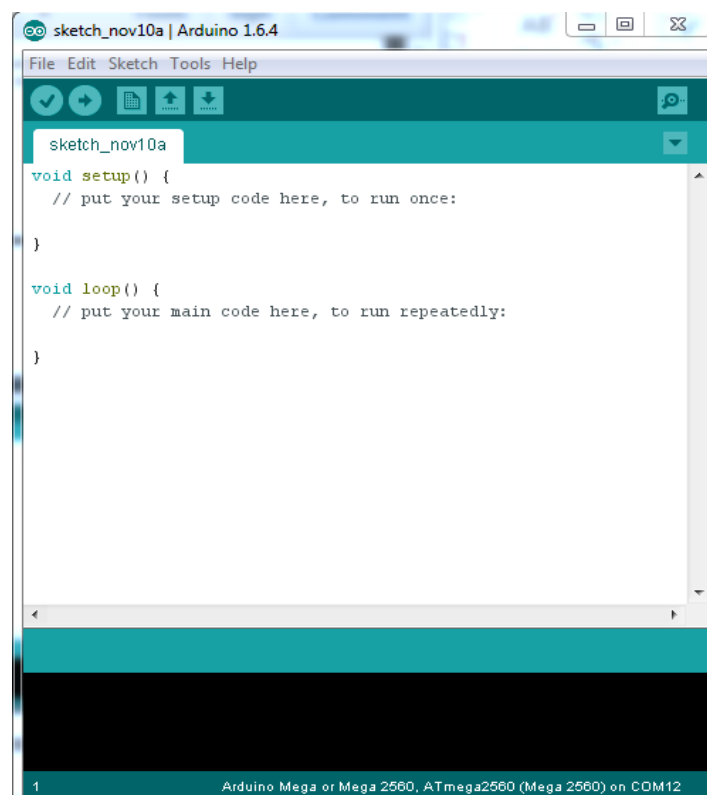 sketch_nov10a | Arduino 1.6.4
File Edit Sketch Tools Help
sketch_nov10a
void setup() {
  // put your setup code here, to run once:
}
void loop() {
  // put your main code here, to run repeatedly:
}
1 Arduino Mega or Mega 2560, ATmega2560 (Mega 2560) on COM12